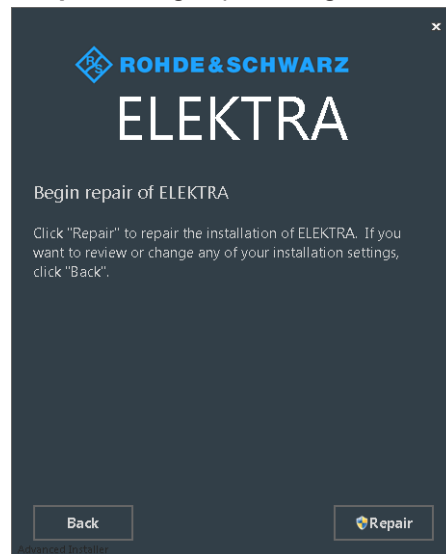 ×
ROHDE & SCHWARZ
ELEKTRA
Begin repair of ELEKTRA
Click "Repair" to repair the installation of ELEKTRA. If you
want to review or change any of your installation settings,
click "Back".
Back
Repair
Advanced Installer